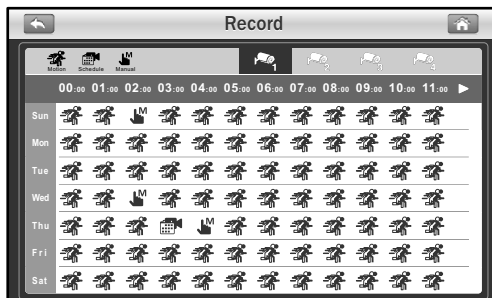 Record
Motion Schedule Manual 1 2 3 4
00:00 01:00 02:00 03:00 04:00 05:00 06:00 07:00 08:00 09:00 10:00 11:00
Sun M
Mon
Tue
Wed M
Thu M
Fri
Sat